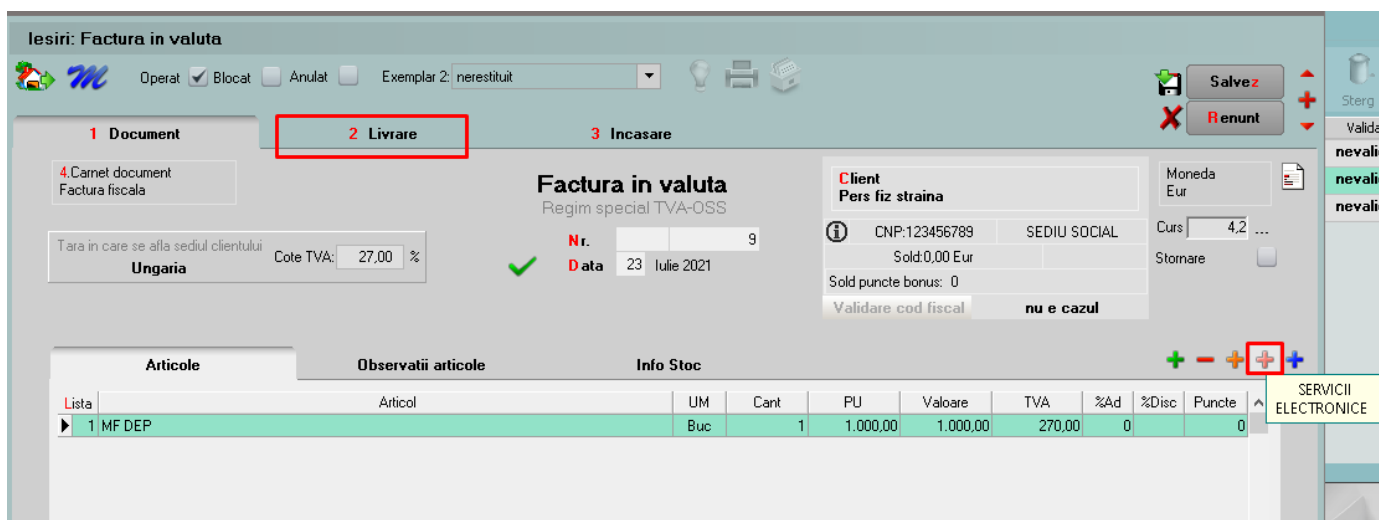 Iesiri: Factura in valuta
Operat Blocat Anulat Exemplar 2: nerestituit
Salvez
Sterg
Renunt
1 Document 2 Livrare 3 Incasare
4.Carnet document
Factura fiscala
Factura in valuta
Regim special TVA-OSS
Client
Pers fiz straina
Moneda
Eur
Tara in care se afla sediul clientului
Ungaria
Cote TVA: 27,00 %
Nr. 9
Data 23 Iulie 2021
CNP:123456789 SEDIU SOCIAL
Sold:0,00 Eur
Sold puncte bonus: 0
Validare cod fiscal nu e cazul
Curs 4,2 ...
Stornare
Valida
nevali
nevali
nevali
Articole Observatii articole Info Stoc
SERVICII
ELECTRONICE
Lista Articol UM Cant PU Valoare TVA %Ad %Disc Puncte
1 MF DEP Buc 1 1.000,00 1.000,00 270,00 0 0